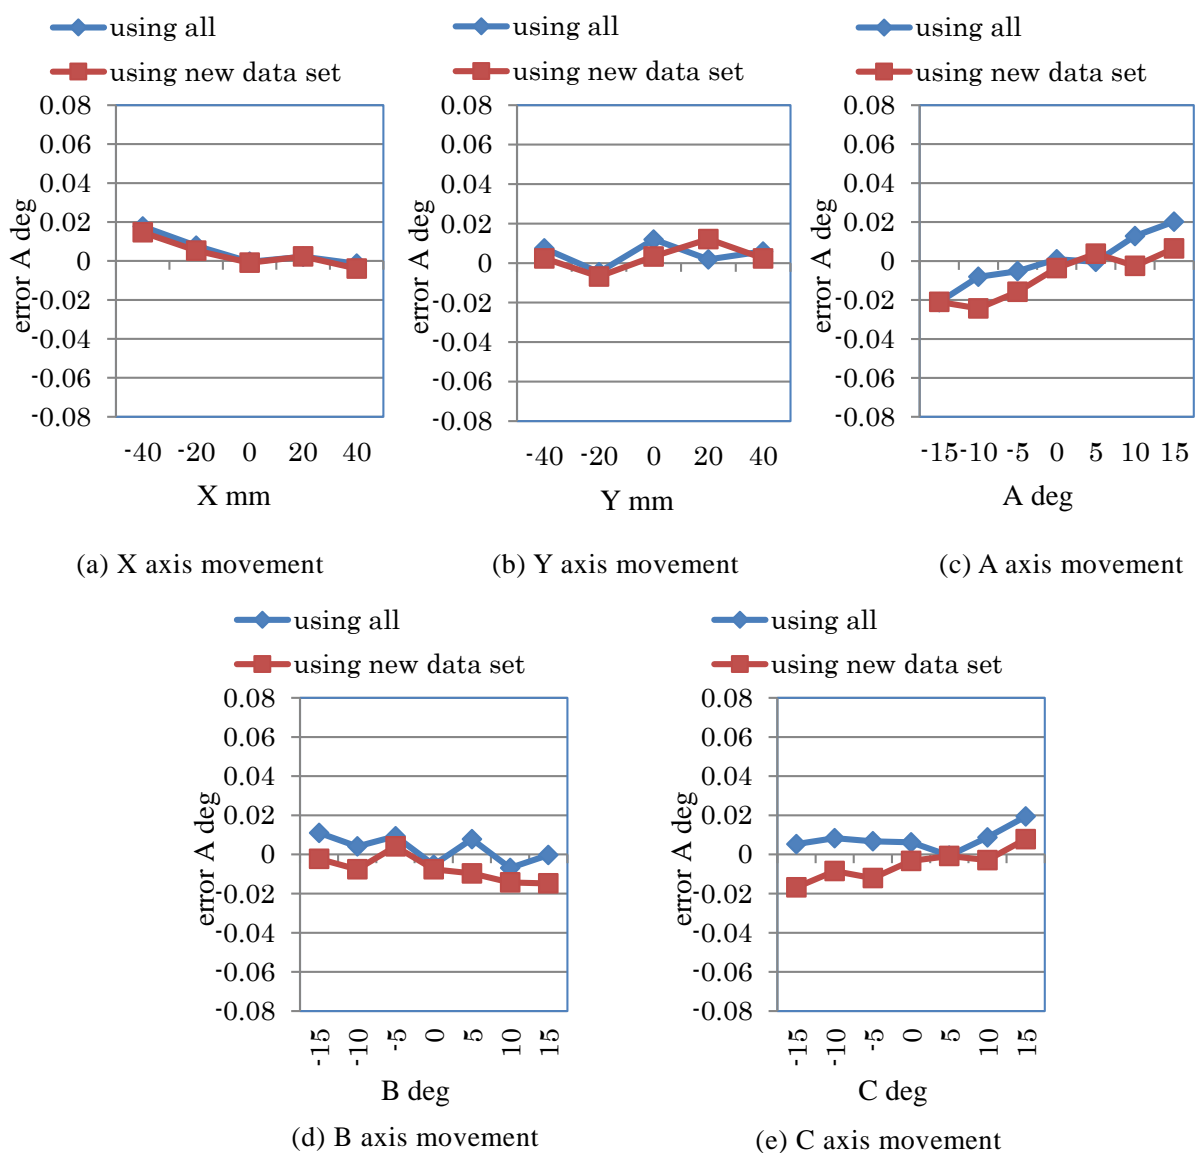 using all
using new data set
0.08
0.06
0.04
0.02
0
-0.02
-0.04
-0.06
-0.08
error A deg
-40 -20 0 20 40
X mm
(a) X axis movement
using all
using new data set
0.08
0.06
0.04
0.02
0
-0.02
-0.04
-0.06
-0.08
error A deg
-40 -20 0 20 40
Y mm
(b) Y axis movement
using all
using new data set
0.08
0.06
0.04
0.02
0
-0.02
-0.04
-0.06
-0.08
error A deg
-15 -10 -5 0 5 10 15
A deg
(c) A axis movement
using all
using new data set
0.08
0.06
0.04
0.02
0
-0.02
-0.04
-0.06
-0.08
error A deg
-15 -10 -5 0 5 10 15
B deg
(d) B axis movement
using all
using new data set
0.08
0.06
0.04
0.02
0
-0.02
-0.04
-0.06
-0.08
error A deg
-15 -10 -5 0 5 10 15
C deg
(e) C axis movement